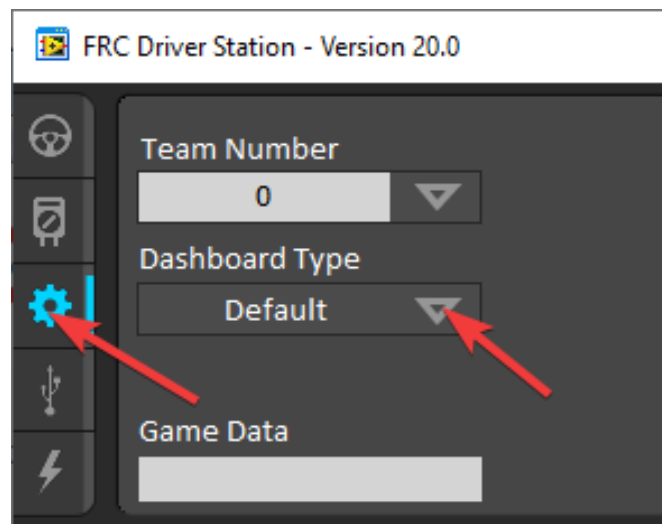 FRC Driver Station - Version 20.0
Team Number
0
Dashboard Type
Default
Game Data